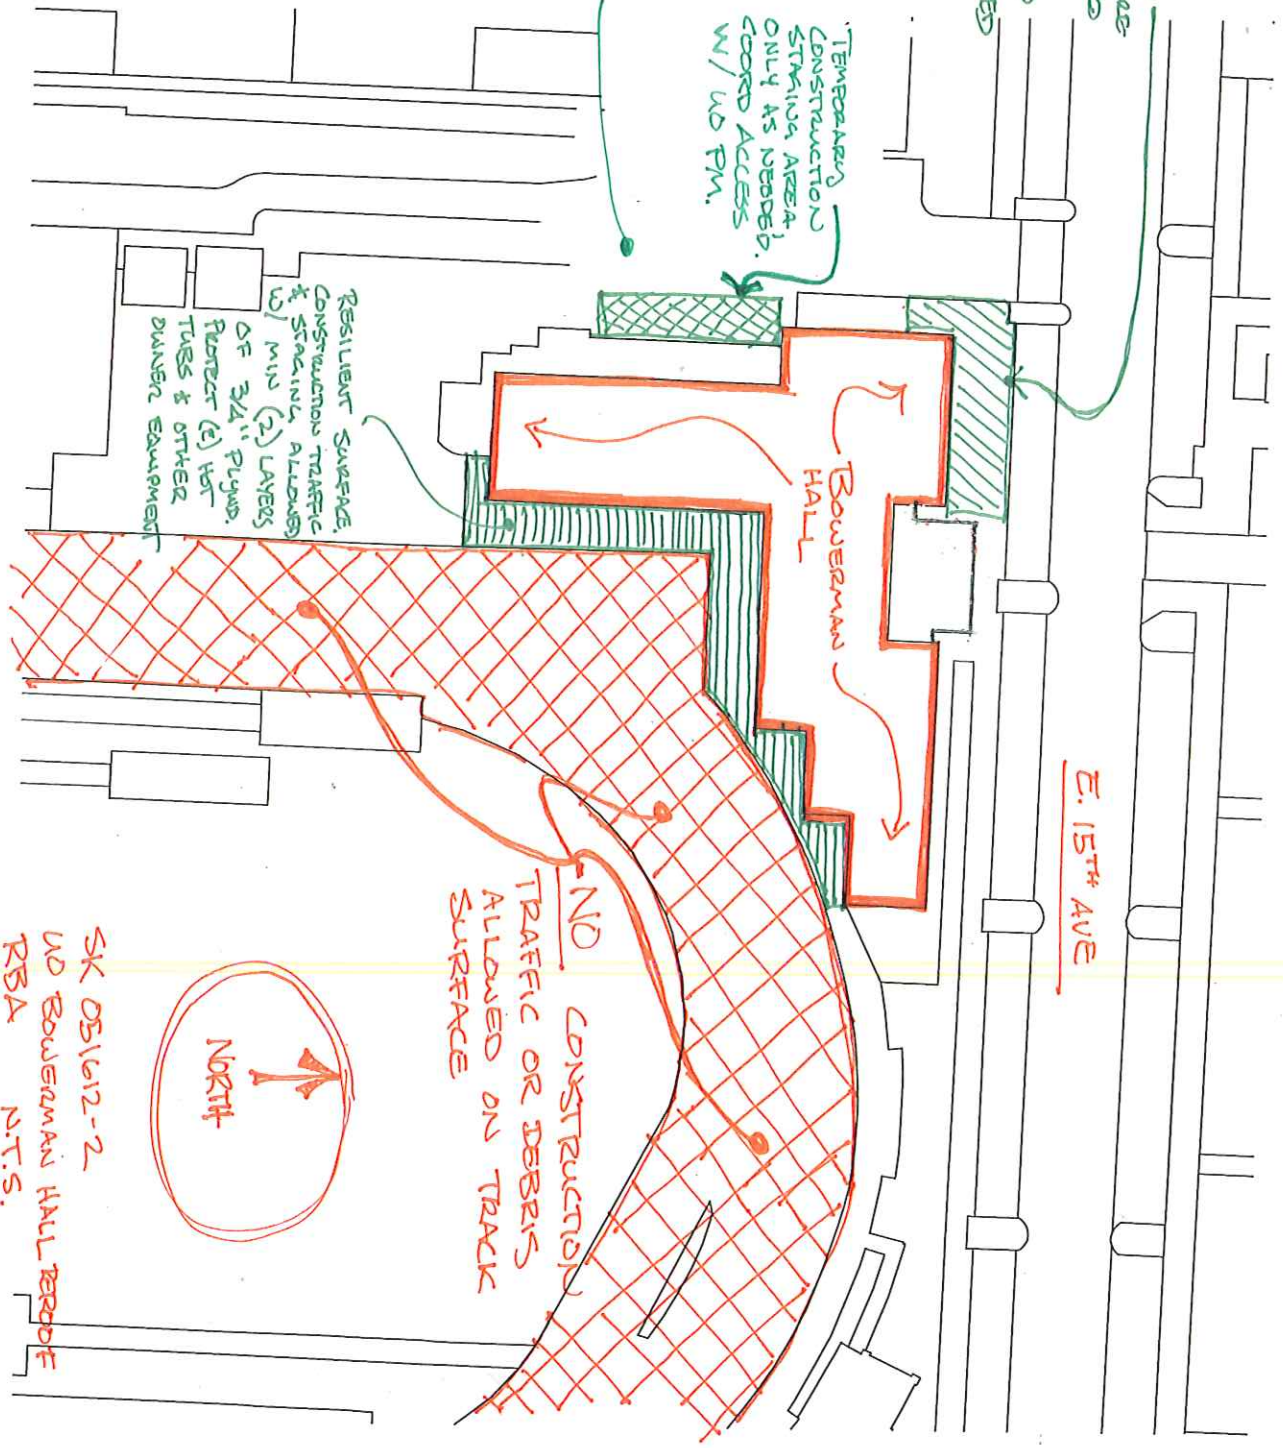 TEMPORARY
CONSTRUCTION
STAGING AREA,
ONLY AS NEEDED.
COORD ACCESS
W/ UO PM.
RESILIENT SURFACE.
CONSTRUCTION TRAFFIC
& STAGING ALLOWED
W/ MIN (2) LAYERS
OF 3/4" PLYWD.
PROTECT (E) HOT
TUBS & OTHER
OWNER EQUIPMENT
BOWERMAN
HALL
E. 15TH AVE
NO CONSTRUCTION
TRAFFIC OR DEBRIS
ALLOWED ON TRACK
SURFACE
NORTH
SK 051612-2
UO BOWERMAN HALL REROOF
RBA N.T.S.